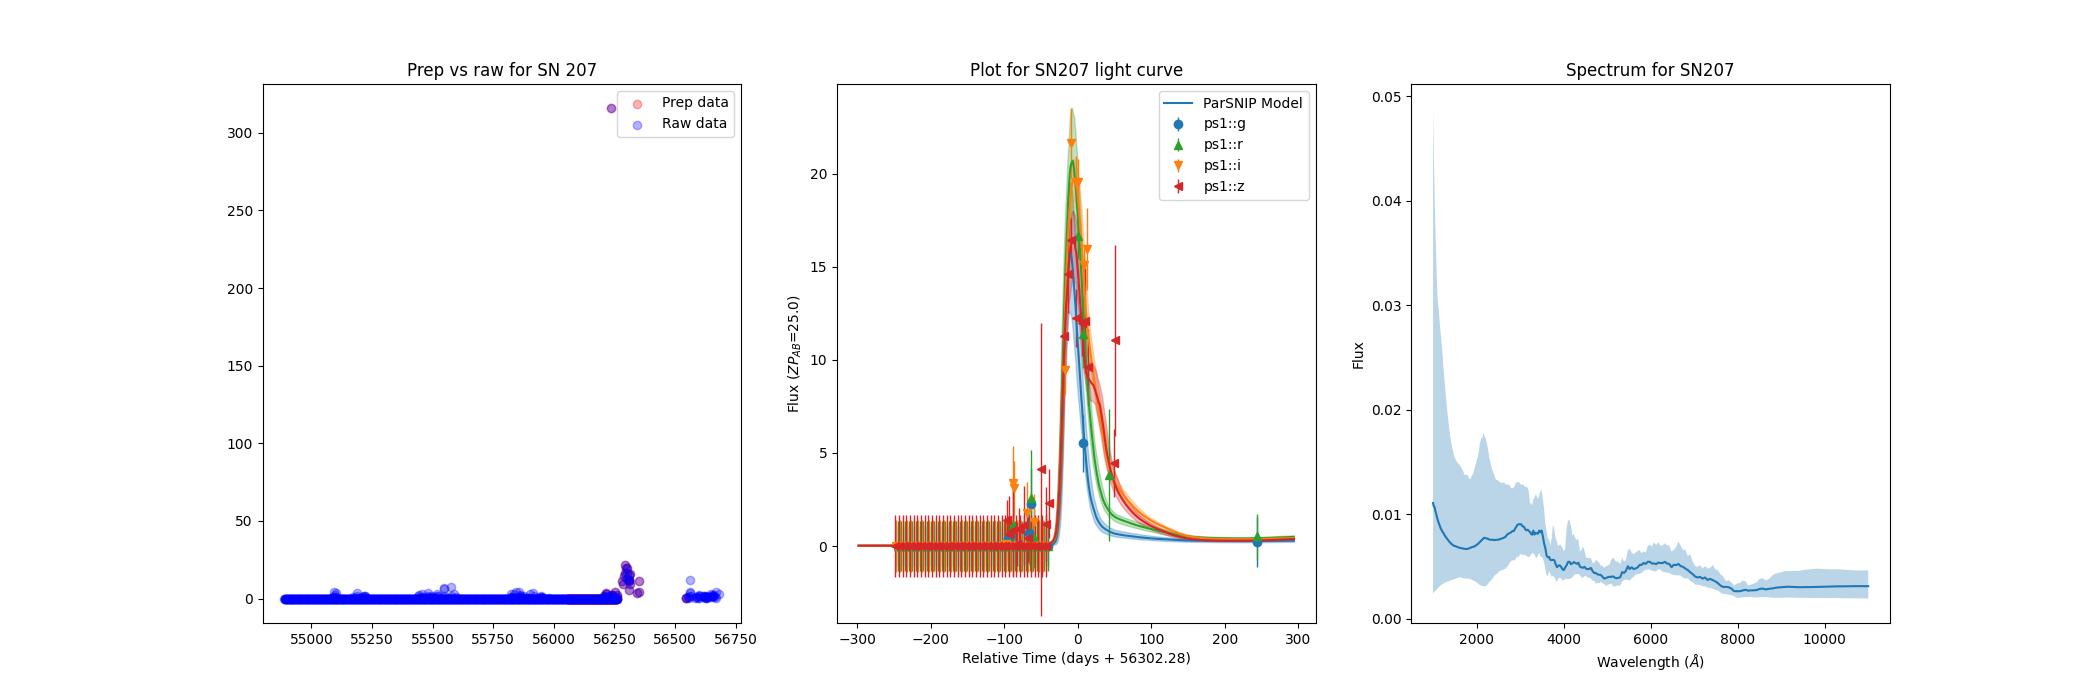 Prep vs raw for SN 207
Prep data
Raw data
300
250
200
150
100
50
0
55000 55250 55500 55750 56000 56250 56500 56750
Plot for SN207 light curve
ParSNIP Model
ps1::g
ps1::r
ps1::i
ps1::z
Flux (ZP_AB=25.0)
20
15
10
5
0
−300 −200 −100 0 100 200 300
Relative Time (days + 56302.28)
Spectrum for SN207
Flux
0.05
0.04
0.03
0.02
0.01
0.00
2000 4000 6000 8000 10000
Wavelength (Å)